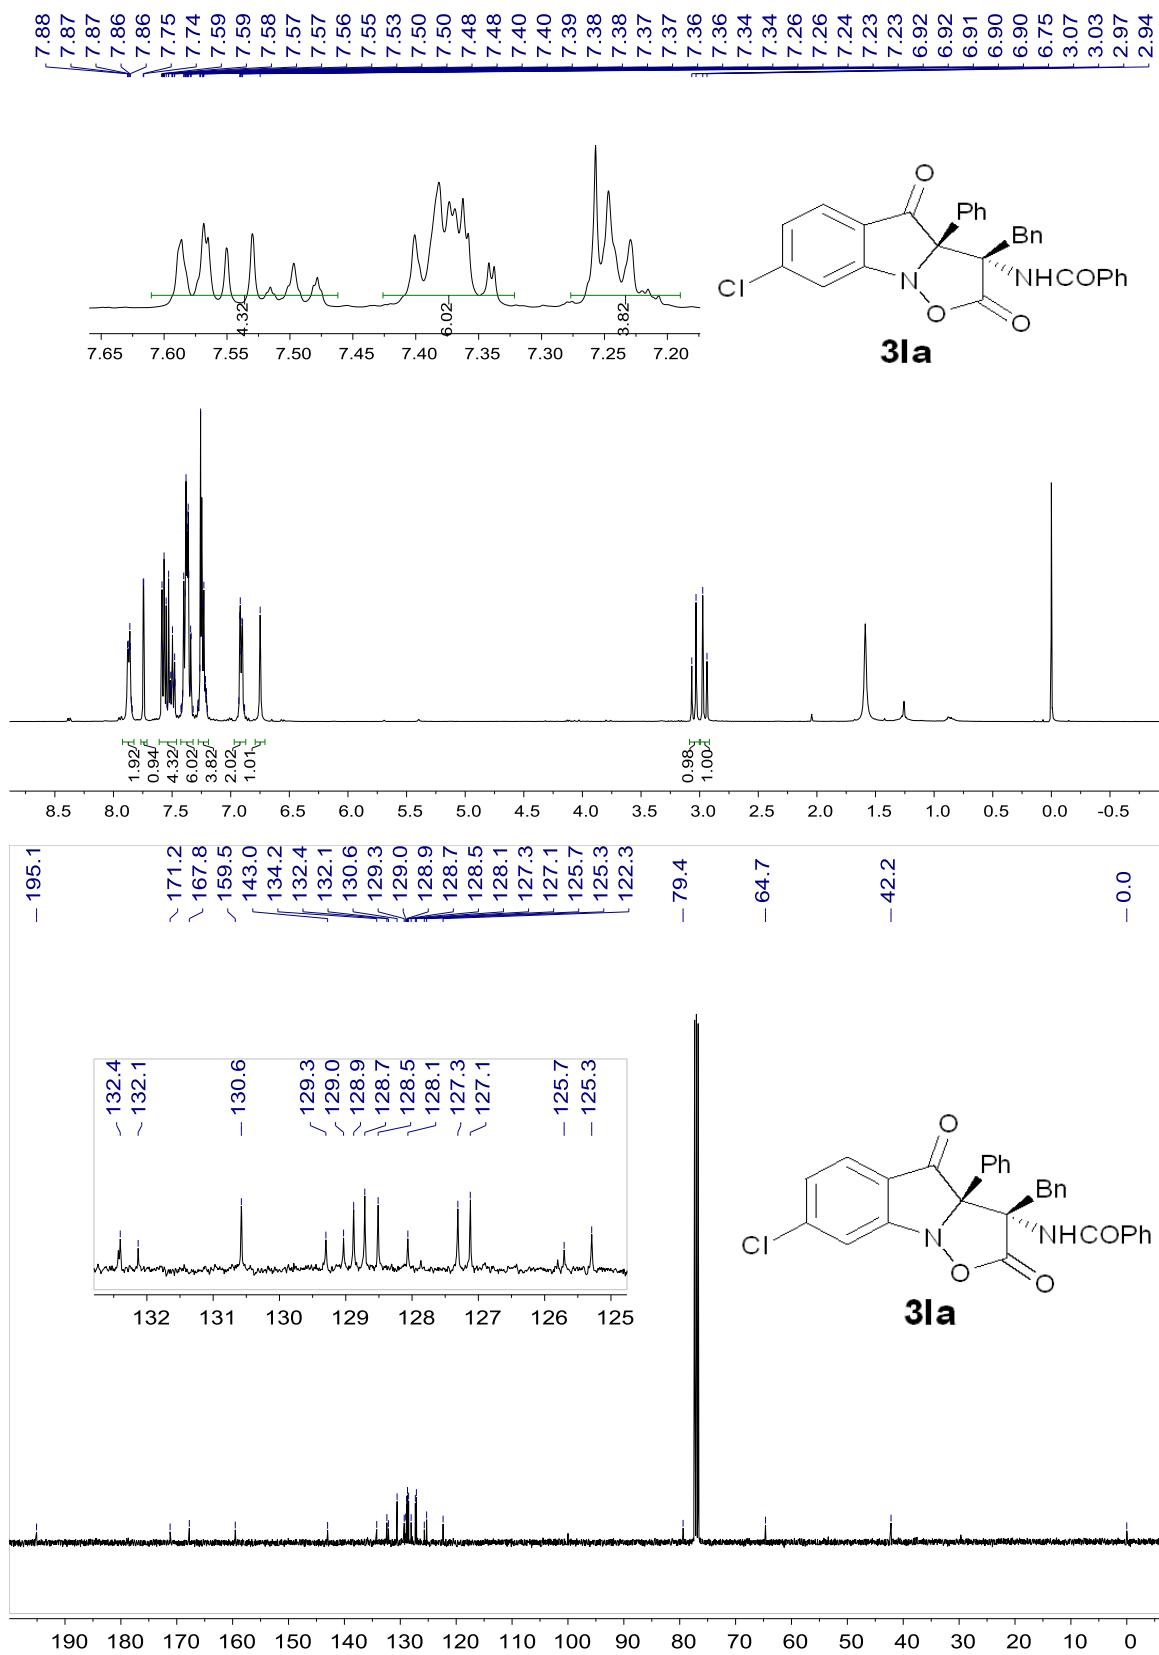 7.88 7.87 7.87 7.86 7.86 7.75 7.74 7.59 7.59 7.58 7.57 7.57 7.56 7.55 7.53 7.50 7.50 7.48 7.48 7.40 7.40 7.39 7.38 7.38 7.37 7.37 7.36 7.36 7.34 7.34 7.26 7.26 7.24 7.23 7.23 6.92 6.92 6.91 6.90 6.90 6.75 3.07 3.03 2.97 2.94
4.32 6.02 3.82
7.65 7.60 7.55 7.50 7.45 7.40 7.35 7.30 7.25 7.20
O
Ph
Bn
N
NHCOPh
Cl
O
O
3la
1.92 0.94 4.32 6.02 3.82 2.02 1.01 0.98 1.00
8.5 8.0 7.5 7.0 6.5 6.0 5.5 5.0 4.5 4.0 3.5 3.0 2.5 2.0 1.5 1.0 0.5 0.0 -0.5
195.1 171.2 167.8 159.5 143.0 134.2 132.4 132.1 130.6 129.3 129.0 128.9 128.7 128.5 128.1 127.3 127.1 125.7 125.3 122.3 79.4 64.7 42.2 0.0
132.4 132.1 130.6 129.3 129.0 128.9 128.7 128.5 128.1 127.3 127.1 125.7 125.3
132 131 130 129 128 127 126 125
O
Ph
Bn
N
NHCOPh
Cl
O
O
3la
190 180 170 160 150 140 130 120 110 100 90 80 70 60 50 40 30 20 10 0